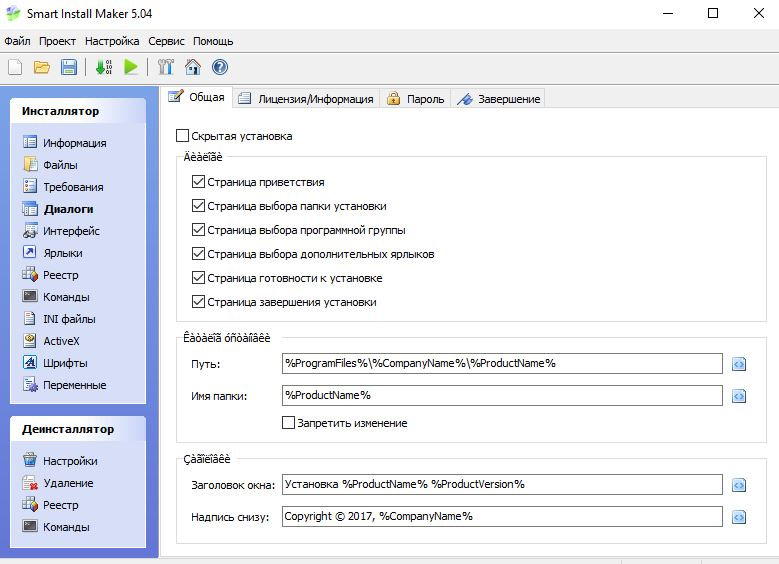 Smart Install Maker 5.04
Файл Проект Настройка Сервис Помощь
Инсталлятор
Информация
Файлы
Требования
Диалоги
Интерфейс
Ярлыки
Реестр
Команды
INI файлы
ActiveX
Шрифты
Переменные
Деинсталлятор
Настройки
Удаление
Реестр
Команды
Общая Лицензия/Информация Пароль Завершение
Скрытая установка
Äèàëîãè
Страница приветствия
Страница выбора папки установки
Страница выбора программной группы
Страница выбора дополнительных ярлыков
Страница готовности к установке
Страница завершения установки
Êàòàëîã óñòàíîâêè
Путь: %ProgramFiles%\%CompanyName%\%ProductName%
Имя папки: %ProductName%
Запретить изменение
Çàãîëîâêè
Заголовок окна: Установка %ProductName% %ProductVersion%
Надпись снизу: Copyright © 2017, %CompanyName%